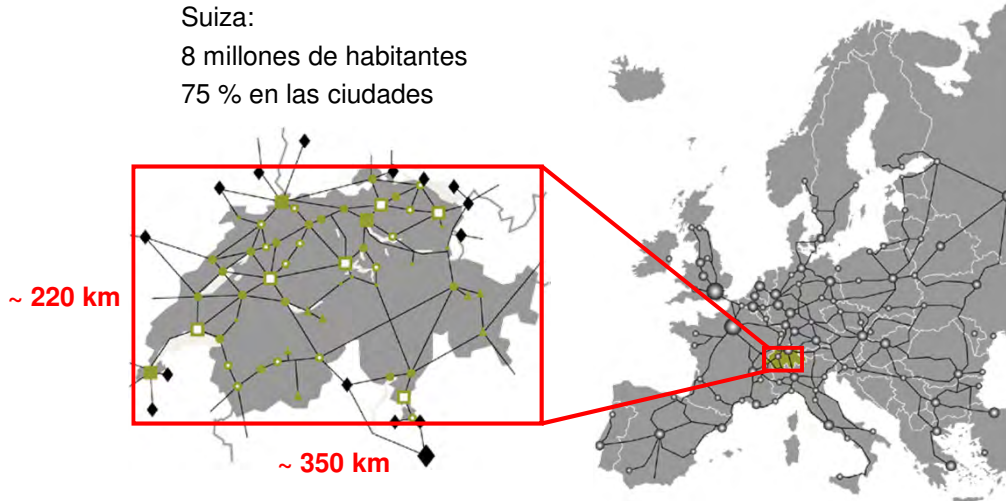 Suiza:
8 millones de habitantes
75 % en las ciudades
~ 220 km
~ 350 km